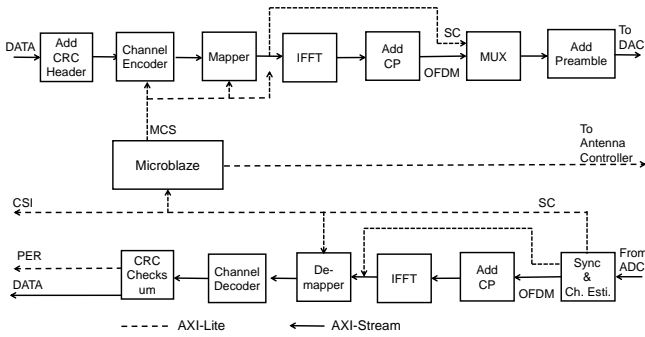 DATA
Add
CRC
Header
Channel
Encoder
Mapper
IFFT
Add
CP
SC
OFDM
MUX
Add
Preamble
To
DAC
MCS
Microblaze
To
Antenna
Controller
CSI
SC
PER
DATA
CRC
Checks
um
Channel
Decoder
De-
mapper
IFFT
Add
CP
OFDM
Sync
&
Ch. Esti.
From
ADC
AXI-Lite
AXI-Stream